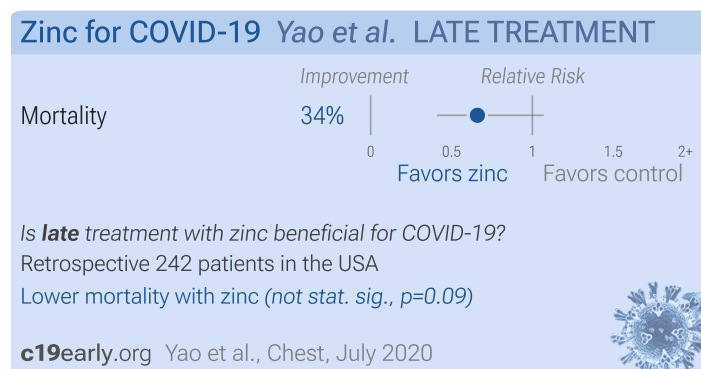 Zinc for COVID-19 Yao et al. LATE TREATMENT
Improvement Relative Risk
Mortality 34%
0 0.5 1 1.5 2+
Favors zinc Favors control
Is late treatment with zinc beneficial for COVID-19?
Retrospective 242 patients in the USA
Lower mortality with zinc (not stat. sig., p=0.09)
c19early.org Yao et al., Chest, July 2020